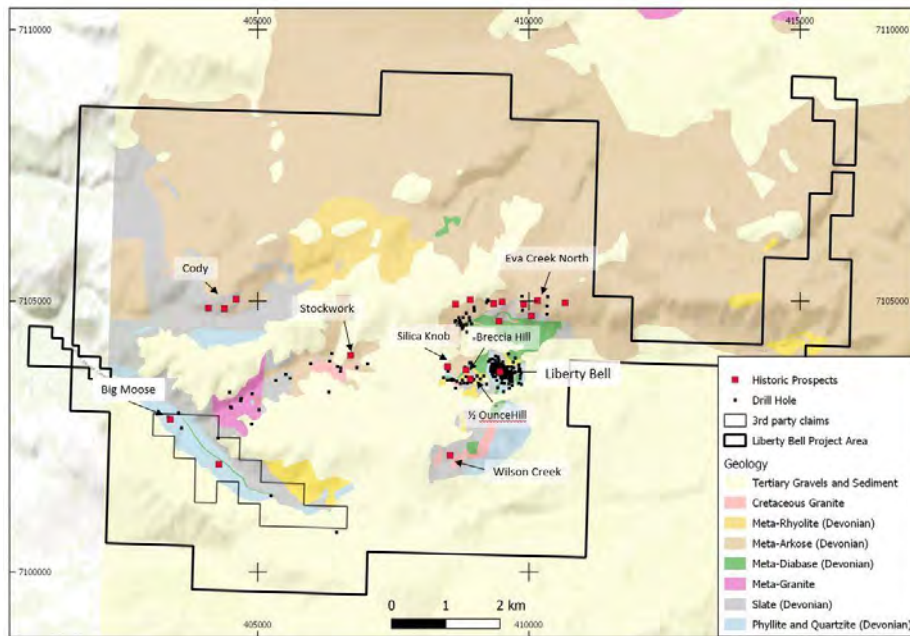 405000 410000 415000
7110000 7110000
Eva Creek North
Cody
7105000 7105000
Stockwork
Silica Knob Breccia Hill
Liberty Bell
Big Moose
½ OunceHill
Wilson Creek
7100000
0 1 2 km
405000 410000
Historic Prospects
Drill Hole
3rd party claims
Liberty Bell Project Area
Geology
Tertiary Gravels and Sediment
Cretaceous Granite
Meta-Rhyolite (Devonian)
Meta-Arkose (Devonian)
Meta-Diabase (Devonian)
Meta-Granite
Slate (Devonian)
Phyllite and Quartzite (Devonian)